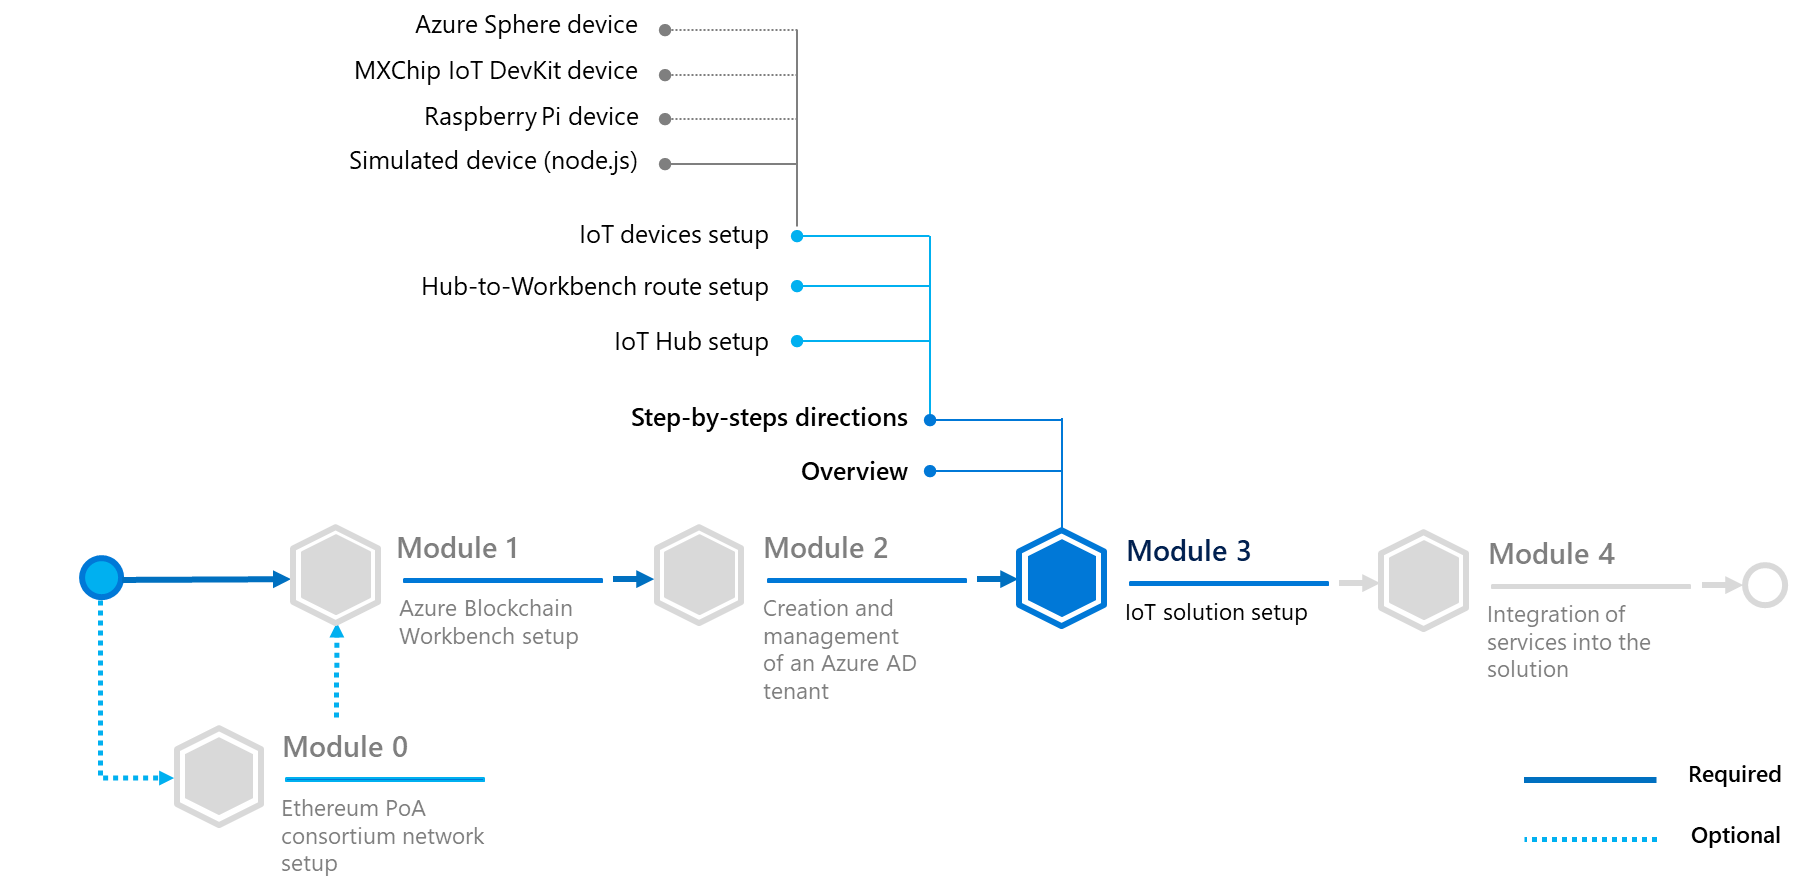 Azure Sphere device
MXChip IoT DevKit device
Raspberry Pi device
Simulated device (node.js)
IoT devices setup
Hub-to-Workbench route setup
IoT Hub setup
Step-by-steps directions
Overview
Module 1
Azure Blockchain
Workbench setup
Module 2
Creation and
management
of an Azure AD
tenant
Module 3
IoT solution setup
Module 4
Integration of
services into the
solution
Module 0
Ethereum PoA
consortium network
setup
Required
Optional